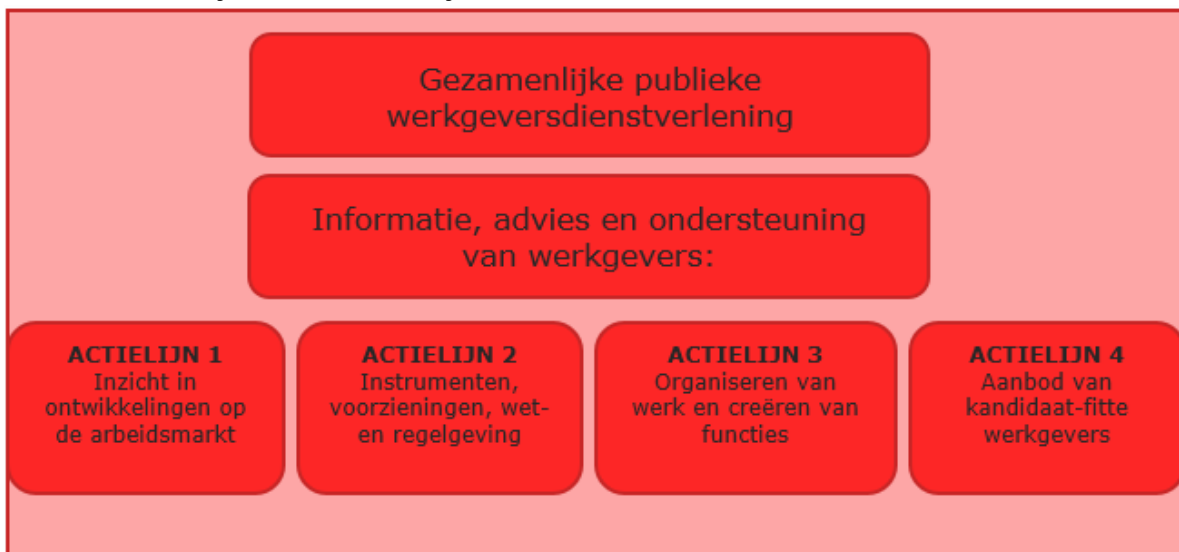 Gezamenlijke publieke
werkgeversdienstverlening
Informatie, advies en ondersteuning
van werkgevers:
ACTIELIJN 1
Inzicht in
ontwikkelingen op
de arbeidsmarkt
ACTIELIJN 2
Instrumenten,
voorzieningen, wet-
en regelgeving
ACTIELIJN 3
Organiseren van
werk en creëren van
functies
ACTIELIJN 4
Aanbod van
kandidaat-fitte
werkgevers